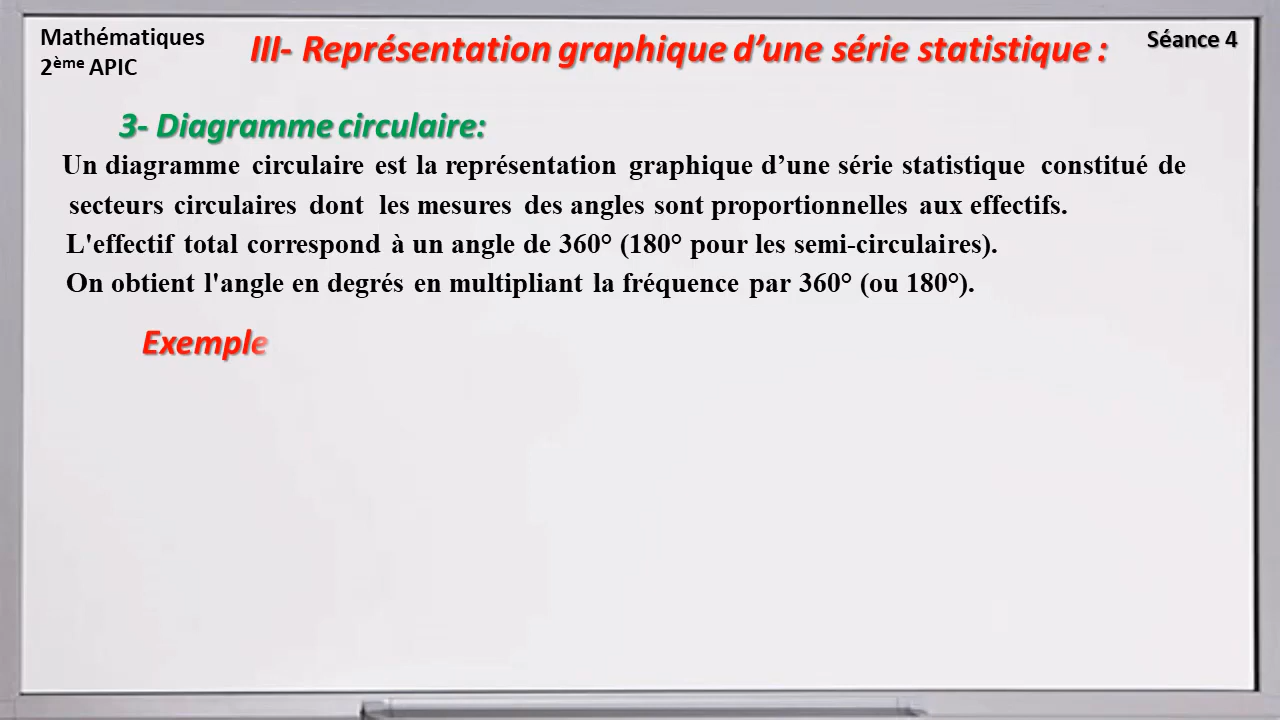 Mathématiques
2ème APIC
III- Représentation graphique d’une série statistique :
Séance 4
3- Diagramme circulaire:
Un diagramme circulaire est la représentation graphique d’une série statistique constitué de
secteurs circulaires dont les mesures des angles sont proportionnelles aux effectifs.
L'effectif total correspond à un angle de 360° (180° pour les semi-circulaires).
On obtient l'angle en degrés en multipliant la fréquence par 360° (ou 180°).
Exemple